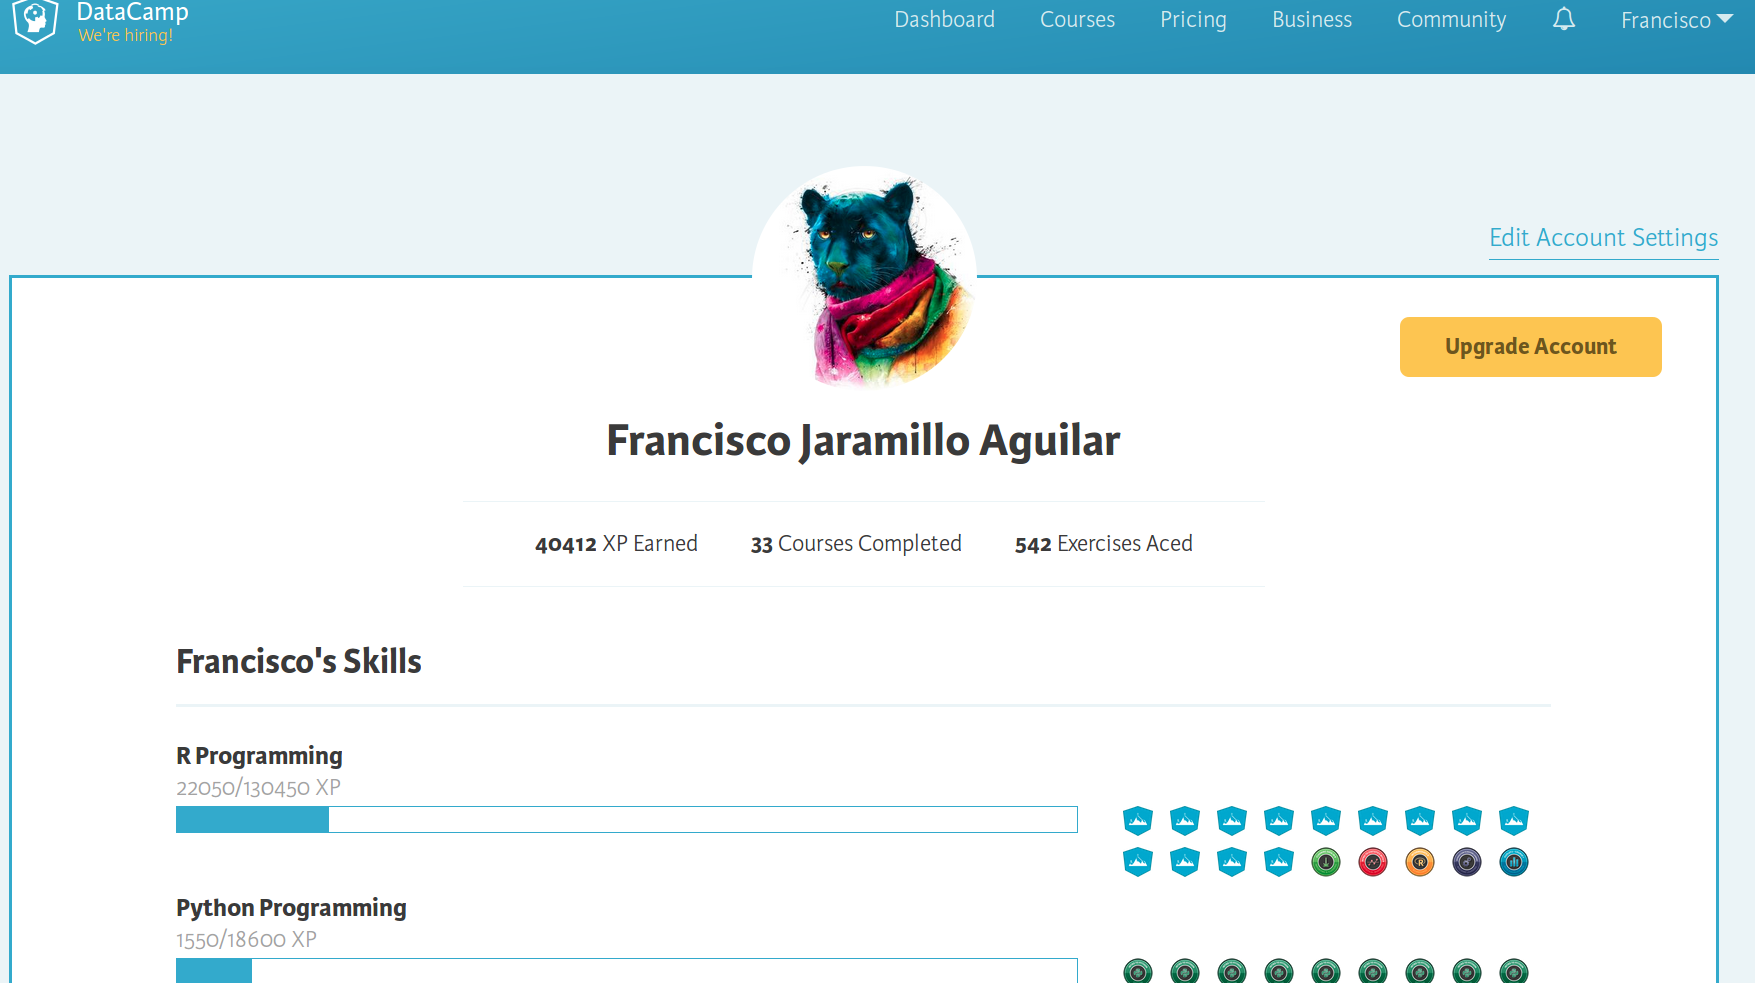 DataCamp
We're hiring!
Dashboard Courses Pricing Business Community Francisco
Edit Account Settings
Upgrade Account
Francisco Jaramillo Aguilar
40412 XP Earned 33 Courses Completed 542 Exercises Aced
Francisco's Skills
R Programming
22050/130450 XP
R
Python Programming
1550/18600 XP